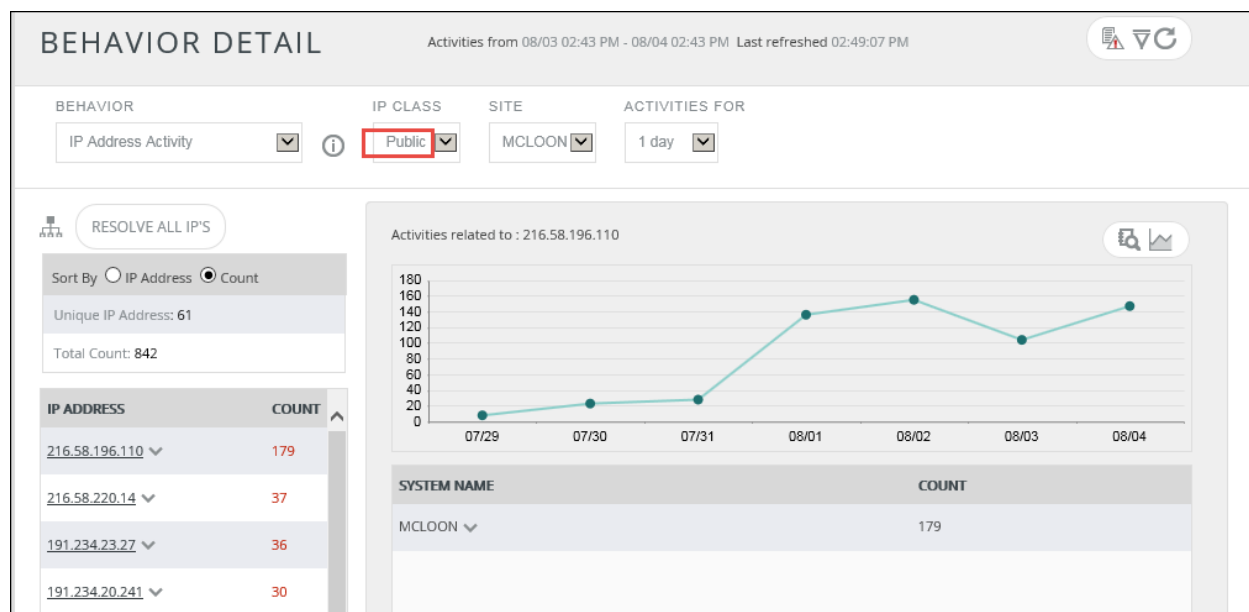 BEHAVIOR DETAIL
Activities from 08/03 02:43 PM - 08/04 02:43 PM Last refreshed 02:49:07 PM
BEHAVIOR IP CLASS SITE ACTIVITIES FOR
IP Address Activity Public MCLOON 1 day
RESOLVE ALL IP'S
Sort By IP Address Count
Unique IP Address: 61
Total Count: 842
IP ADDRESS COUNT
216.58.196.110 179
216.58.220.14 37
191.234.23.27 36
191.234.20.241 30
Activities related to : 216.58.196.110
180
160
140
120
100
80
60
40
20
0
07/29 07/30 07/31 08/01 08/02 08/03 08/04
SYSTEM NAME COUNT
MCLOON 179